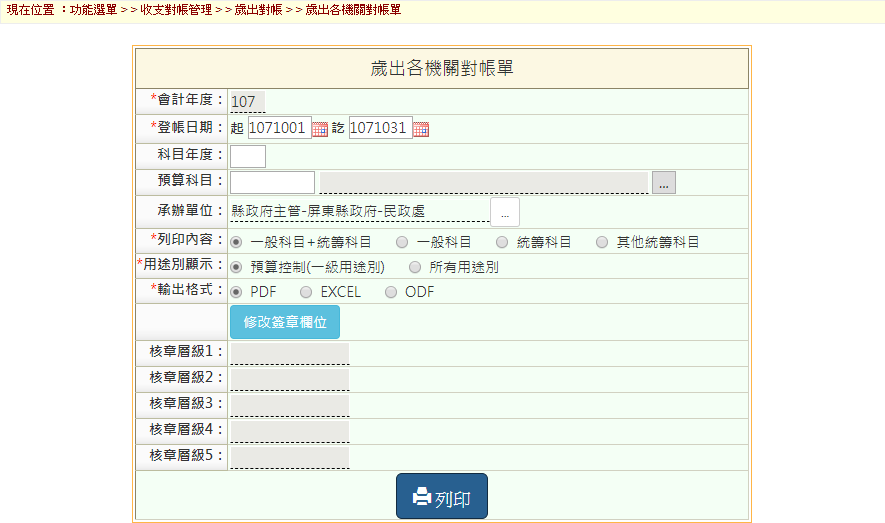 現在位置 ：功能選單 > > 收支對帳管理 > > 歲出對帳 > > 歲出各機關對帳單
歲出各機關對帳單
*會計年度： 107
*登帳日期： 起 1071001 訖 1071031
科目年度：
預算科目： ...
承辦單位： 縣政府主管-屏東縣政府-民政處 ...
*列印內容： 一般科目+統籌科目 一般科目 統籌科目 其他統籌科目
*用途別顯示： 預算控制(一級用途別) 所有用途別
*輸出格式： PDF EXCEL ODF
修改簽章欄位
核章層級1：
核章層級2：
核章層級3：
核章層級4：
核章層級5：
列印